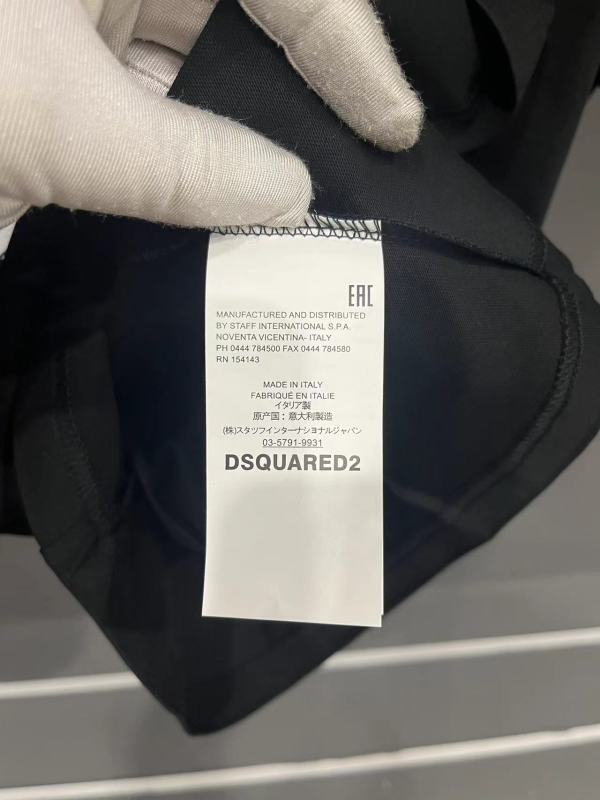 EAC
MANUFACTURED AND DISTRIBUTED
BY STAFF INTERNATIONAL S.P.A.
NOVENTA VICENTINA- ITALY
PH 0444 784500 FAX 0444 784580
RN 154143
MADE IN ITALY
FABRIQUÉ EN ITALIE
イタリア製
原产国：意大利製造
(株)スタッフインターナショナルジャパン
03-5791-9931
DSQUARED2